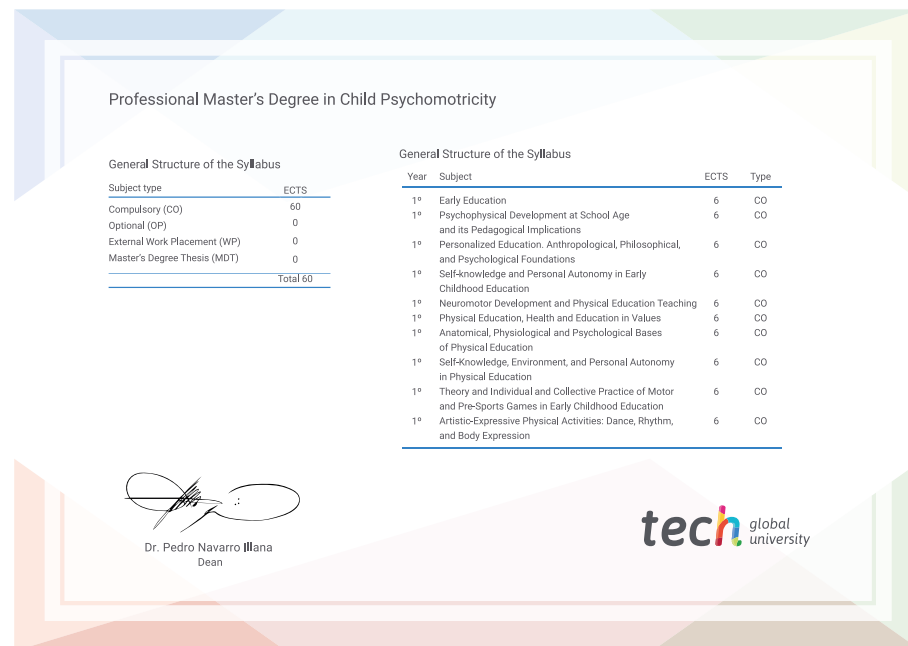 Professional Master's Degree in Child Psychomotricity
General Structure of the Syllabus
Subject type ECTS
Compulsory (CO) 60
Optional (OP) 0
External Work Placement (WP) 0
Master's Degree Thesis (MDT) 0
Total 60
General Structure of the Syllabus
Year Subject ECTS Type
1º Early Education 6 CO
1º Psychophysical Development at School Age 6 CO
and its Pedagogical Implications
1º Personalized Education. Anthropological, Philosophical, 6 CO
and Psychological Foundations
1º Self-knowledge and Personal Autonomy in Early 6 CO
Childhood Education
1º Neuromotor Development and Physical Education Teaching 6 CO
1º Physical Education, Health and Education in Values 6 CO
1º Anatomical, Physiological and Psychological Bases 6 CO
of Physical Education
1º Self-Knowledge, Environment, and Personal Autonomy 6 CO
in Physical Education
1º Theory and Individual and Collective Practice of Motor 6 CO
and Pre-Sports Games in Early Childhood Education
1º Artistic-Expressive Physical Activities: Dance, Rhythm, 6 CO
and Body Expression
Dr. Pedro Navarro Illana
Dean
tech global
university